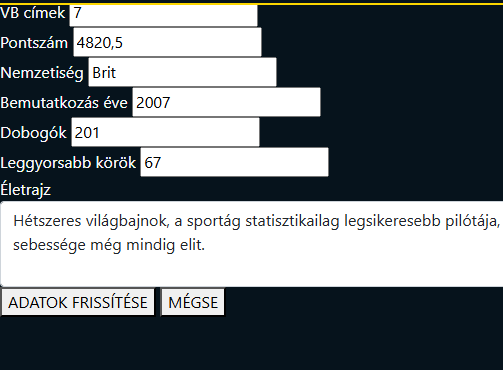 VB címek 7
Pontszám 4820,5
Nemzetiség Brit
Bemutatkozás éve 2007
Dobogók 201
Leggyorsabb körök 67
Életrajz
Hétszeres világbajnok, a sportág statisztikailag legsikeresebb pilótája,
sebessége még mindig elit.
ADATOK FRISSÍTÉSE MÉGSE